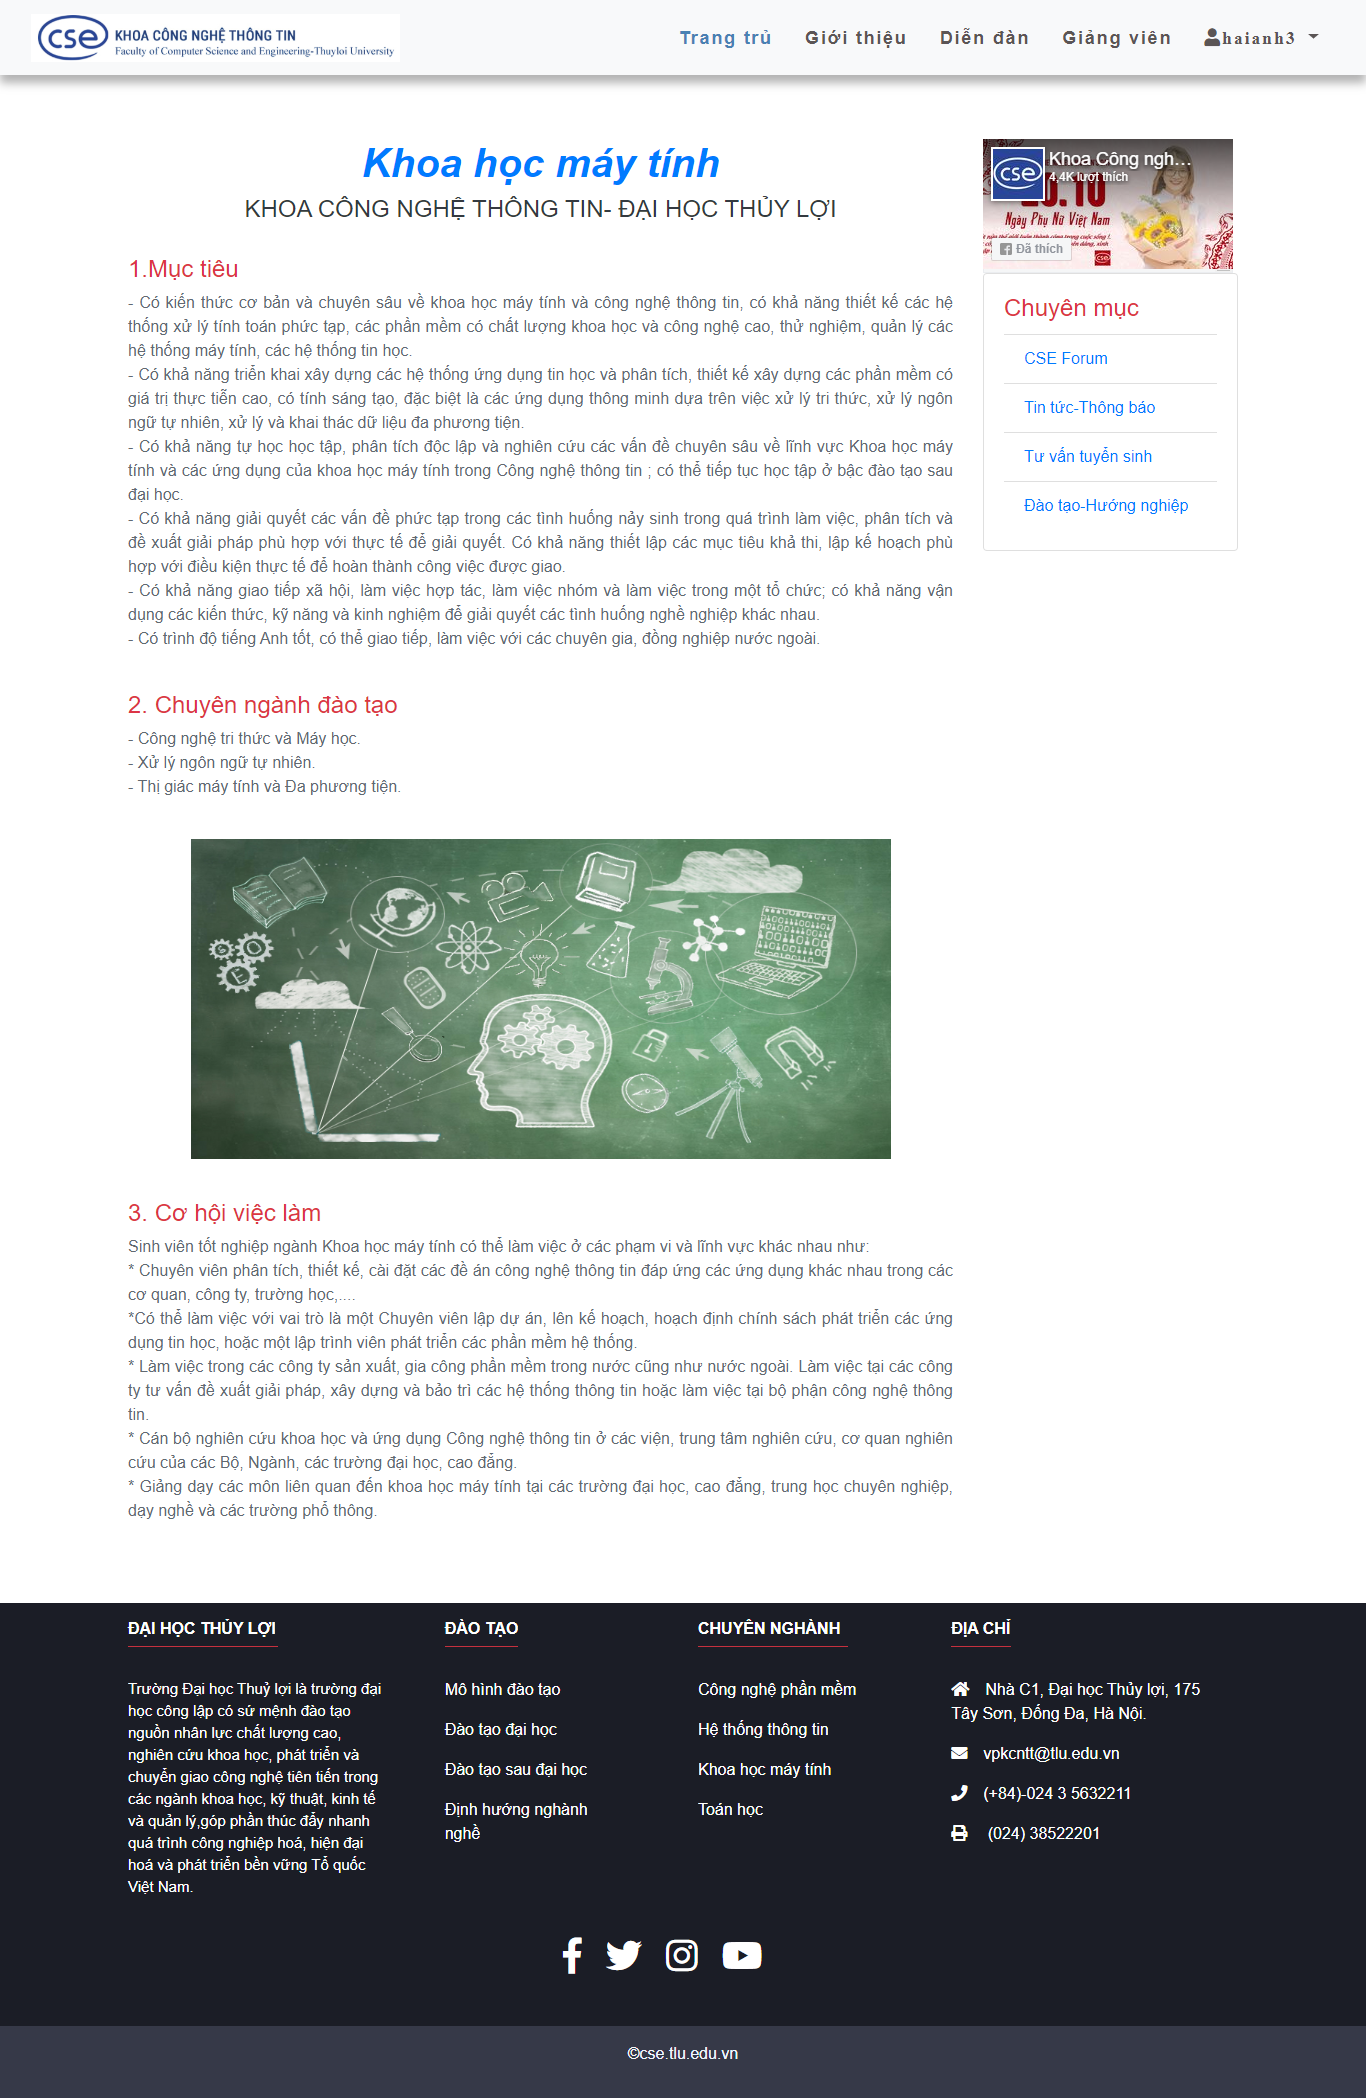 cse KHOA CÔNG NGHỆ THÔNG TIN
Faculty of Computer Science and Engineering-Thuyloi University
Trang trủ Giới thiệu Diễn đàn Giảng viên haianh3
Khoa học máy tính
KHOA CÔNG NGHỆ THÔNG TIN- ĐẠI HỌC THỦY LỢI
1.Mục tiêu
- Có kiến thức cơ bản và chuyên sâu về khoa học máy tính và công nghệ thông tin, có khả năng thiết kế các hệ
thống xử lý tính toán phức tạp, các phần mềm có chất lượng khoa học và công nghệ cao, thử nghiệm, quản lý các
hệ thống máy tính, các hệ thống tin học.
- Có khả năng triển khai xây dựng các hệ thống ứng dụng tin học và phân tích, thiết kế xây dựng các phần mềm có
giá trị thực tiễn cao, có tính sáng tạo, đặc biệt là các ứng dụng thông minh dựa trên việc xử lý tri thức, xử lý ngôn
ngữ tự nhiên, xử lý và khai thác dữ liệu đa phương tiện.
- Có khả năng tự học học tập, phân tích độc lập và nghiên cứu các vấn đề chuyên sâu về lĩnh vực Khoa học máy
tính và các ứng dụng của khoa học máy tính trong Công nghệ thông tin ; có thể tiếp tục học tập ở bậc đào tạo sau
đại học.
- Có khả năng giải quyết các vấn đề phức tạp trong các tình huống nảy sinh trong quá trình làm việc, phân tích và
đề xuất giải pháp phù hợp với thực tế để giải quyết. Có khả năng thiết lập các mục tiêu khả thi, lập kế hoạch phù
hợp với điều kiện thực tế để hoàn thành công việc được giao.
- Có khả năng giao tiếp xã hội, làm việc hợp tác, làm việc nhóm và làm việc trong một tổ chức; có khả năng vận
dụng các kiến thức, kỹ năng và kinh nghiệm để giải quyết các tình huống nghề nghiệp khác nhau.
- Có trình độ tiếng Anh tốt, có thể giao tiếp, làm việc với các chuyên gia, đồng nghiệp nước ngoài.
2. Chuyên ngành đào tạo
- Công nghệ tri thức và Máy học.
- Xử lý ngôn ngữ tự nhiên.
- Thị giác máy tính và Đa phương tiện.
3. Cơ hội việc làm
Sinh viên tốt nghiệp ngành Khoa học máy tính có thể làm việc ở các phạm vi và lĩnh vực khác nhau như:
* Chuyên viên phân tích, thiết kế, cài đặt các đề án công nghệ thông tin đáp ứng các ứng dụng khác nhau trong các
cơ quan, công ty, trường học,....
*Có thể làm việc với vai trò là một Chuyên viên lập dự án, lên kế hoạch, hoạch định chính sách phát triển các ứng
dụng tin học, hoặc một lập trình viên phát triển các phần mềm hệ thống.
* Làm việc trong các công ty sản xuất, gia công phần mềm trong nước cũng như nước ngoài. Làm việc tại các công
ty tư vấn đề xuất giải pháp, xây dựng và bảo trì các hệ thống thông tin hoặc làm việc tại bộ phận công nghệ thông
tin.
* Cán bộ nghiên cứu khoa học và ứng dụng Công nghệ thông tin ở các viện, trung tâm nghiên cứu, cơ quan nghiên
cứu của các Bộ, Ngành, các trường đại học, cao đẳng.
* Giảng dạy các môn liên quan đến khoa học máy tính tại các trường đại học, cao đẳng, trung học chuyên nghiệp,
dạy nghề và các trường phổ thông.
cse Khoa Công ngh...
4,4K lượt thích
20.10
Ngày Phụ Nữ Việt Nam
Đã thích
cse
Chuyên mục
CSE Forum
Tin tức-Thông báo
Tư vấn tuyển sinh
Đào tạo-Hướng nghiệp
ĐẠI HỌC THỦY LỢI
Trường Đại học Thuỷ lợi là trường đại
học công lập có sứ mệnh đào tạo
nguồn nhân lực chất lượng cao,
nghiên cứu khoa học, phát triển và
chuyển giao công nghệ tiên tiến trong
các ngành khoa học, kỹ thuật, kinh tế
và quản lý,góp phần thúc đẩy nhanh
quá trình công nghiệp hoá, hiện đại
hoá và phát triển bền vững Tổ quốc
Việt Nam.
ĐÀO TẠO
Mô hình đào tạo
Đào tạo đại học
Đào tạo sau đại học
Định hướng nghành
nghề
CHUYÊN NGHÀNH
Công nghệ phần mềm
Hệ thống thông tin
Khoa học máy tính
Toán học
ĐỊA CHỈ
Nhà C1, Đại học Thủy lợi, 175
Tây Sơn, Đống Đa, Hà Nội.
vpkcntt@tlu.edu.vn
(+84)-024 3 5632211
(024) 38522201
©cse.tlu.edu.vn